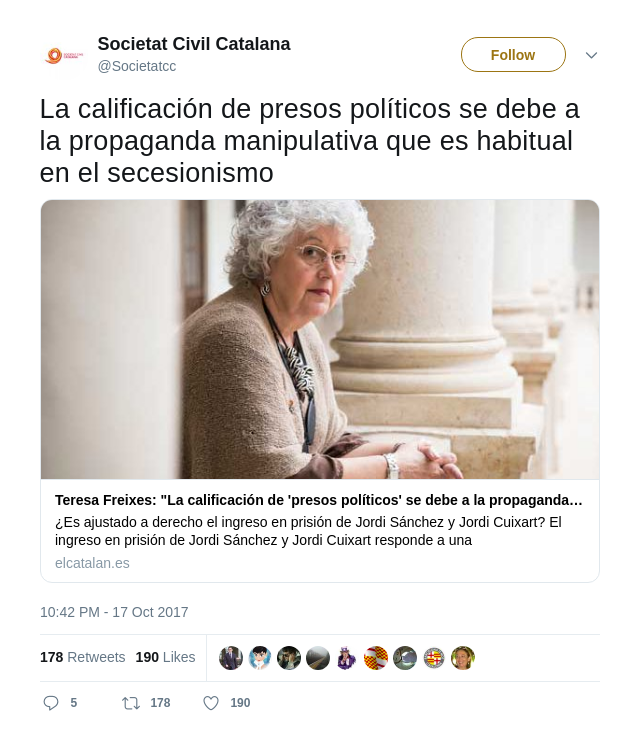 Societat Civil Catalana
@Societatcc
Follow
La calificación de presos políticos se debe a
la propaganda manipulativa que es habitual
en el secesionismo
Teresa Freixes: "La calificación de 'presos políticos' se debe a la propaganda…
¿Es ajustado a derecho el ingreso en prisión de Jordi Sánchez y Jordi Cuixart? El
ingreso en prisión de Jordi Sánchez y Jordi Cuixart responde a una
elcatalan.es
10:42 PM - 17 Oct 2017
178 Retweets 190 Likes
5 178 190